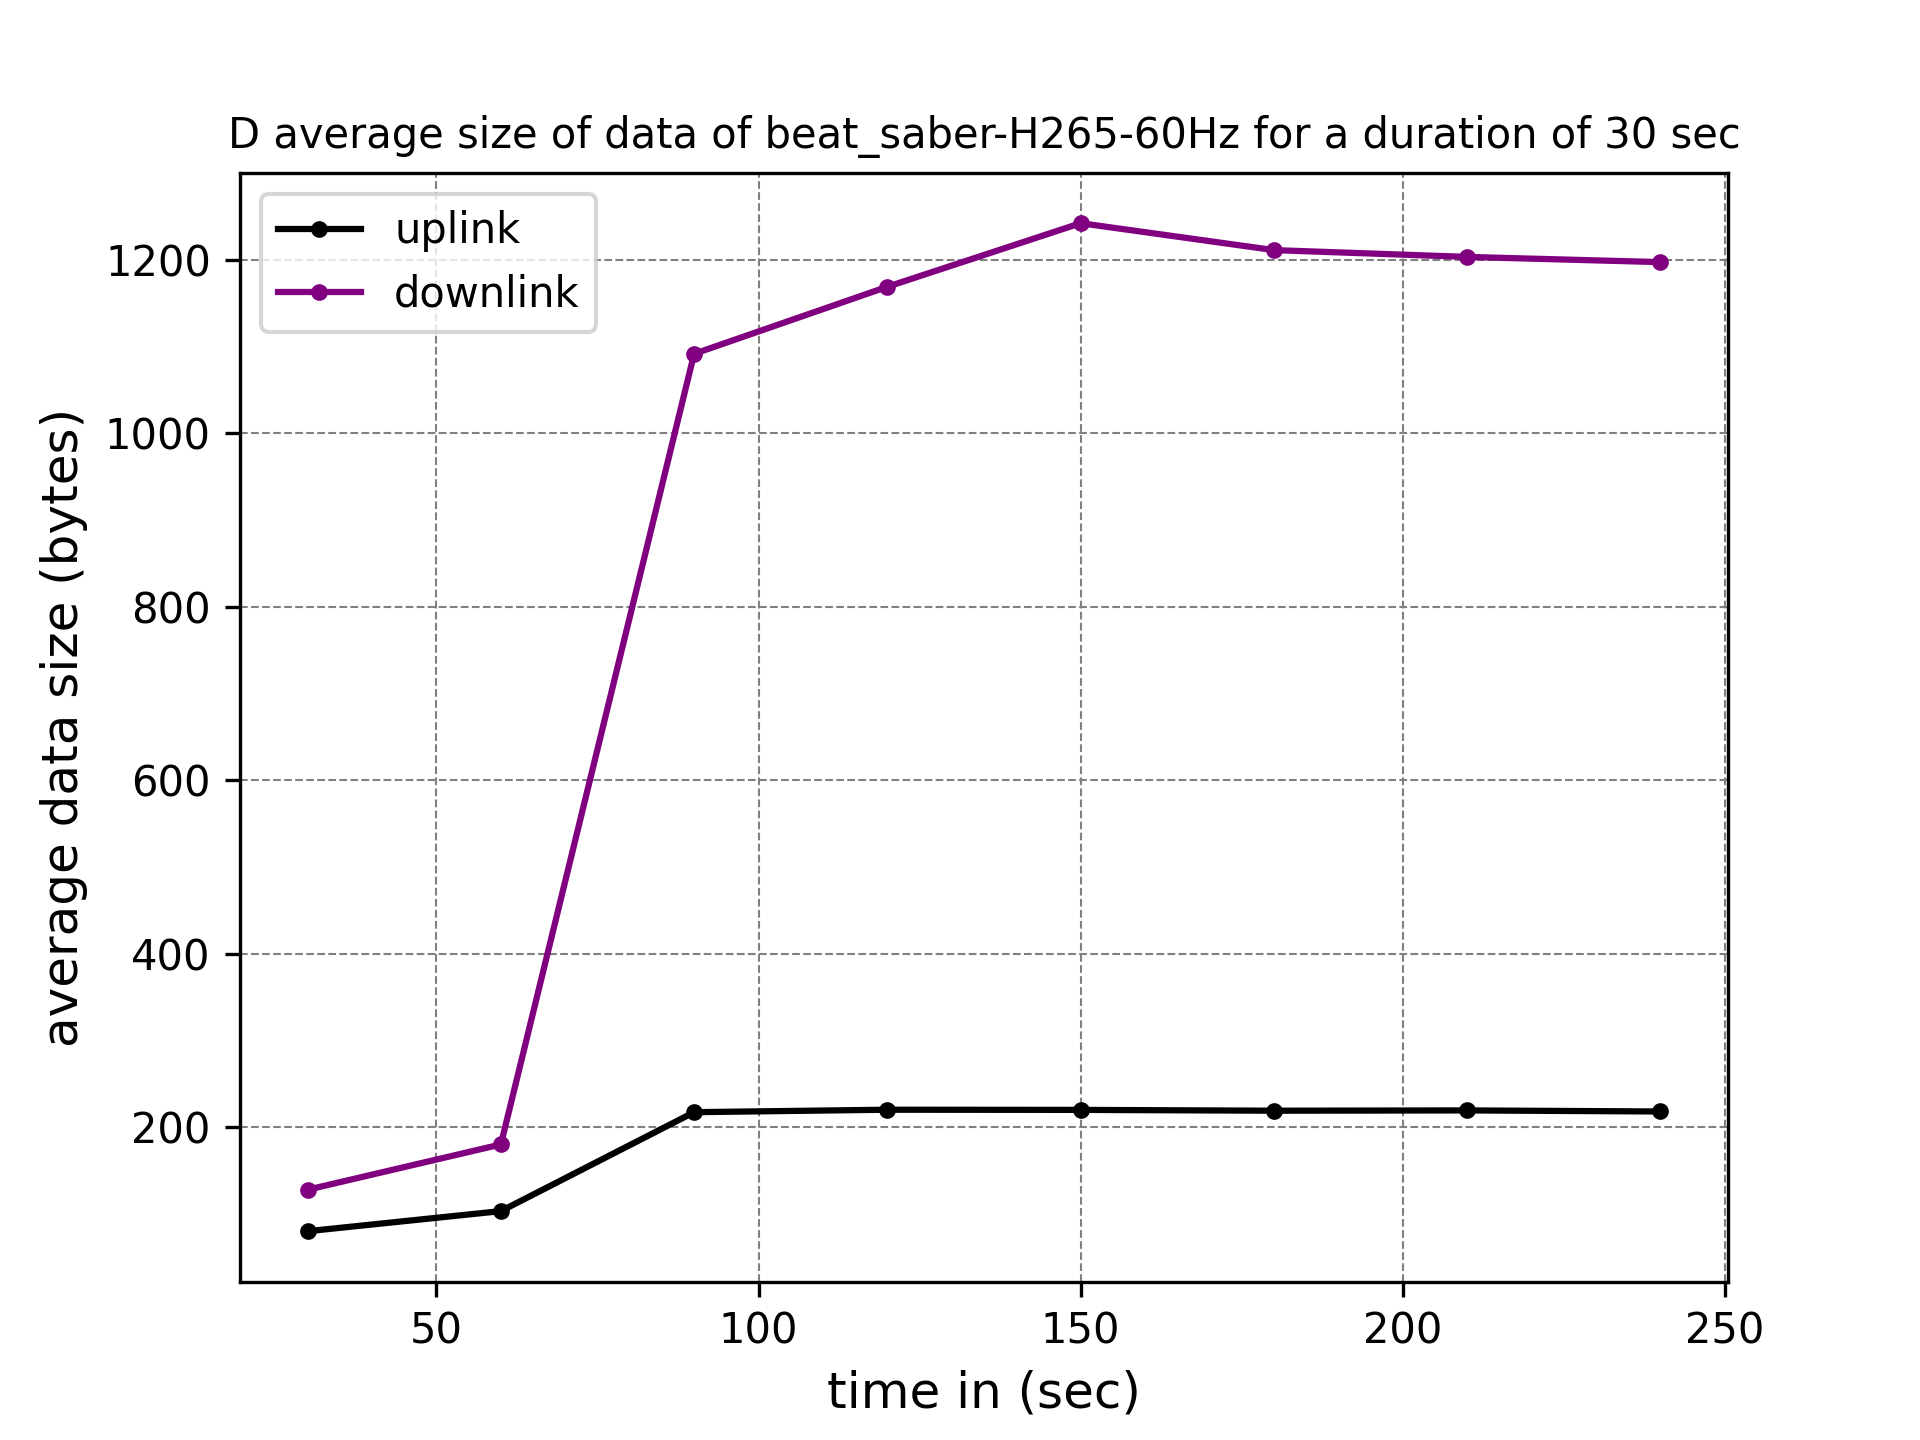 D average size of data of beat_saber-H265-60Hz for a duration of 30 sec
uplink
downlink
1200
1000
800
600
400
200
average data size (bytes)
50 100 150 200 250
time in (sec)